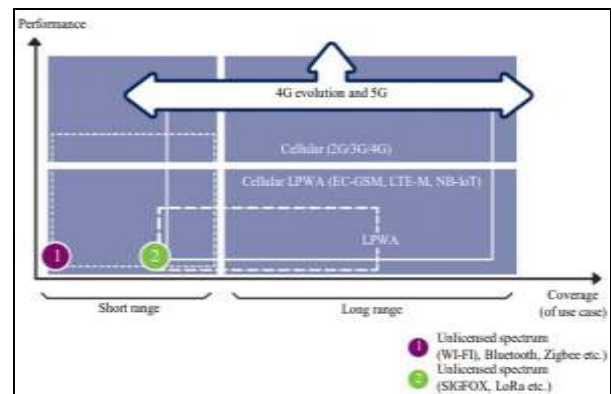 Performance
4G evolution and 5G
Cellular (2G/3G/4G)
Cellular LPWA (EC-GSM, LTE-M, NB-IoT)
LPWA
1
2
Short range
Long range
Coverage
(of use case)
1 Unlicensed spectrum
(WI-FI), Bluetooth, Zigbee etc.)
2 Unlicensed spectrum
(SIGFOX, LoRa etc.)